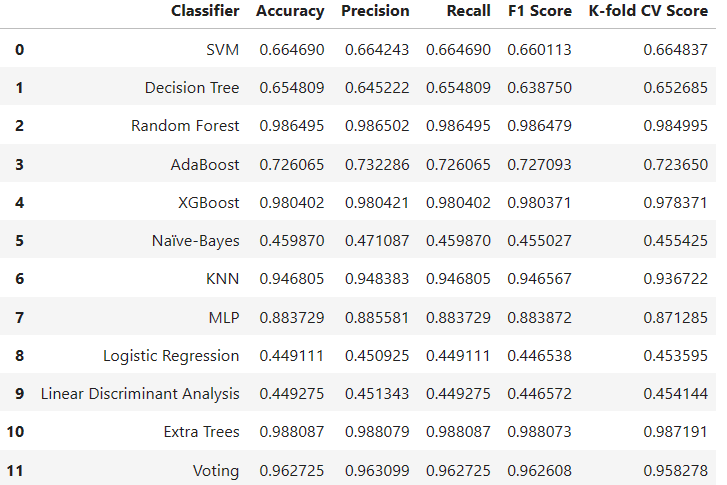 Classifier Accuracy Precision Recall F1 Score K-fold CV Score
0 SVM 0.664690 0.664243 0.664690 0.660113 0.664837
1 Decision Tree 0.654809 0.645222 0.654809 0.638750 0.652685
2 Random Forest 0.986495 0.986502 0.986495 0.986479 0.984995
3 AdaBoost 0.726065 0.732286 0.726065 0.727093 0.723650
4 XGBoost 0.980402 0.980421 0.980402 0.980371 0.978371
5 Naïve-Bayes 0.459870 0.471087 0.459870 0.455027 0.455425
6 KNN 0.946805 0.948383 0.946805 0.946567 0.936722
7 MLP 0.883729 0.885581 0.883729 0.883872 0.871285
8 Logistic Regression 0.449111 0.450925 0.449111 0.446538 0.453595
9 Linear Discriminant Analysis 0.449275 0.451343 0.449275 0.446572 0.454144
10 Extra Trees 0.988087 0.988079 0.988087 0.988073 0.987191
11 Voting 0.962725 0.963099 0.962725 0.962608 0.958278